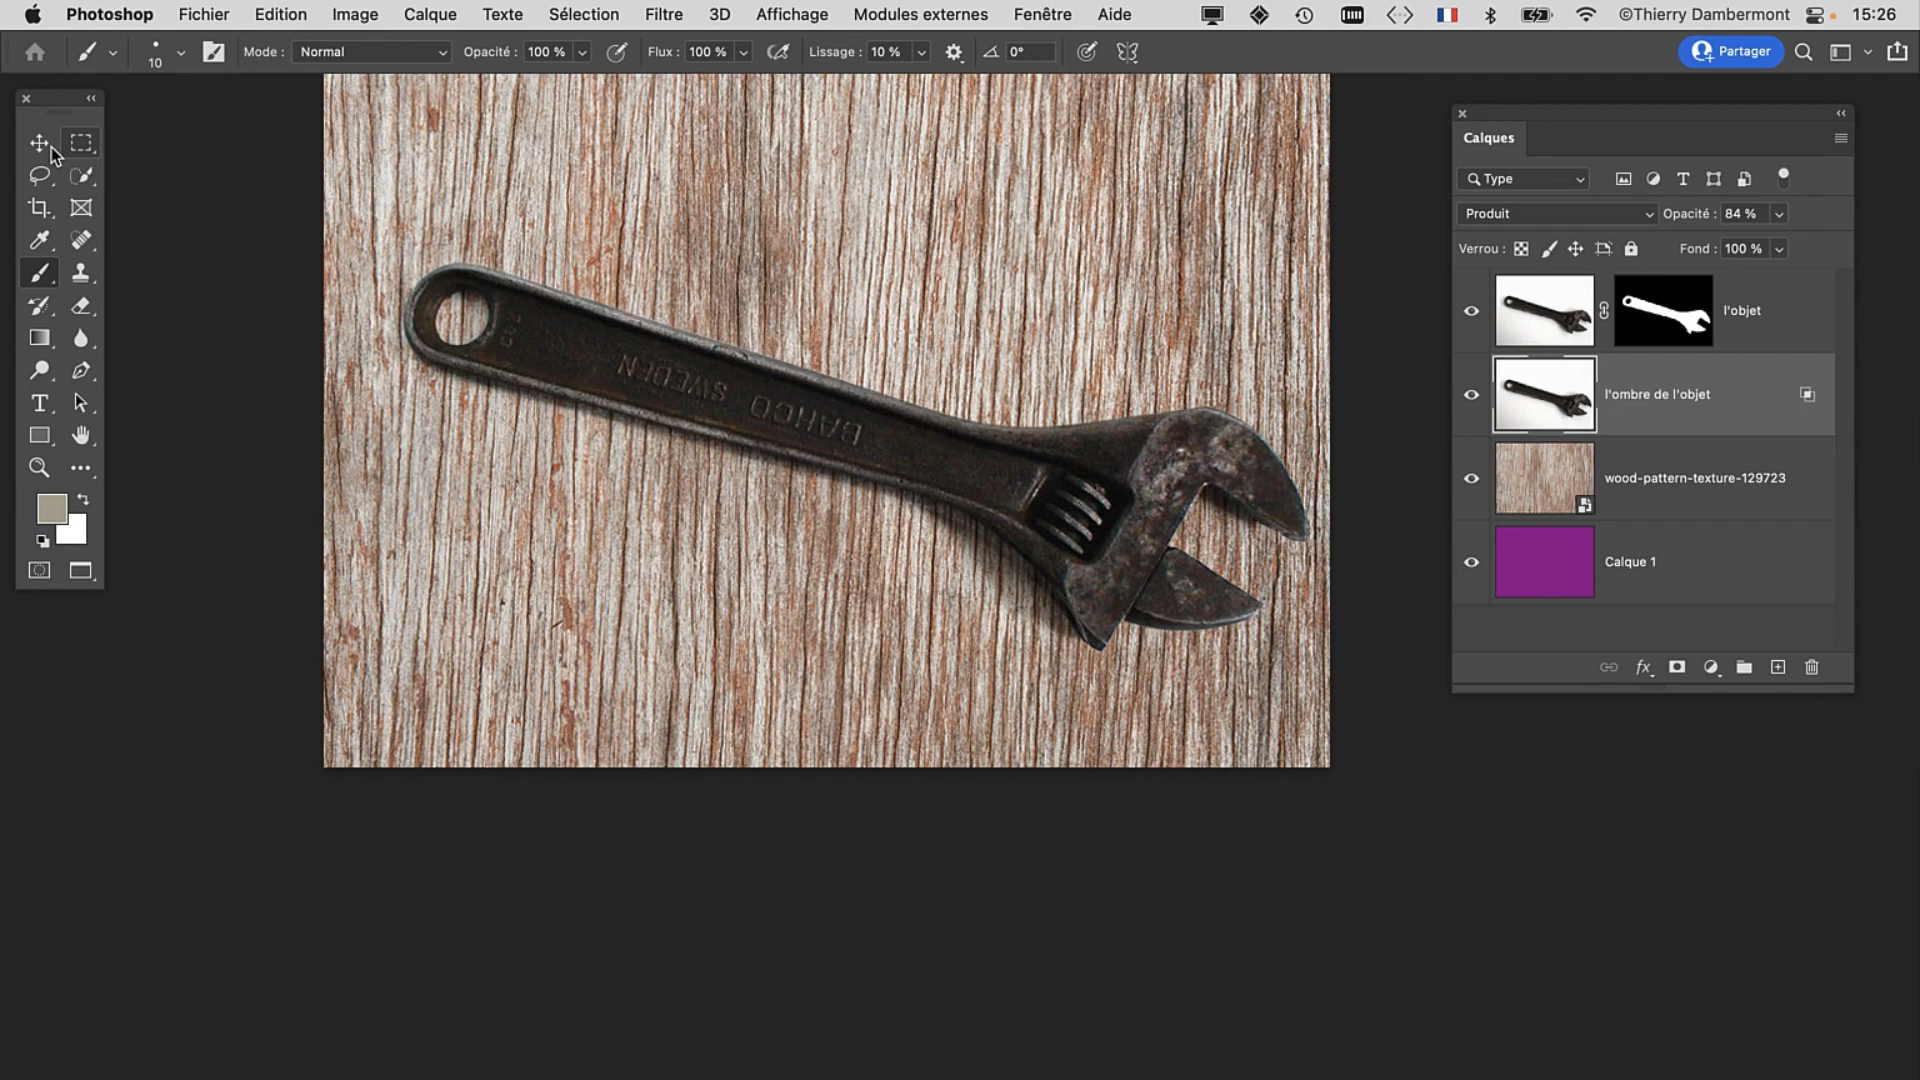 Photoshop Fichier Edition Image Calque Texte Sélection Filtre 3D Affichage Modules externes Fenêtre Aide ©Thierry Dambermont 15:26
10 Mode : Normal Opacité : 100 % Flux : 100 % Lissage : 10 % 0° Partager
Calques
Type
Produit Opacité : 84 %
Verrou : Fond : 100 %
l'objet
l'ombre de l'objet
wood-pattern-texture-129723
Calque 1
BAHCO SWEDEN